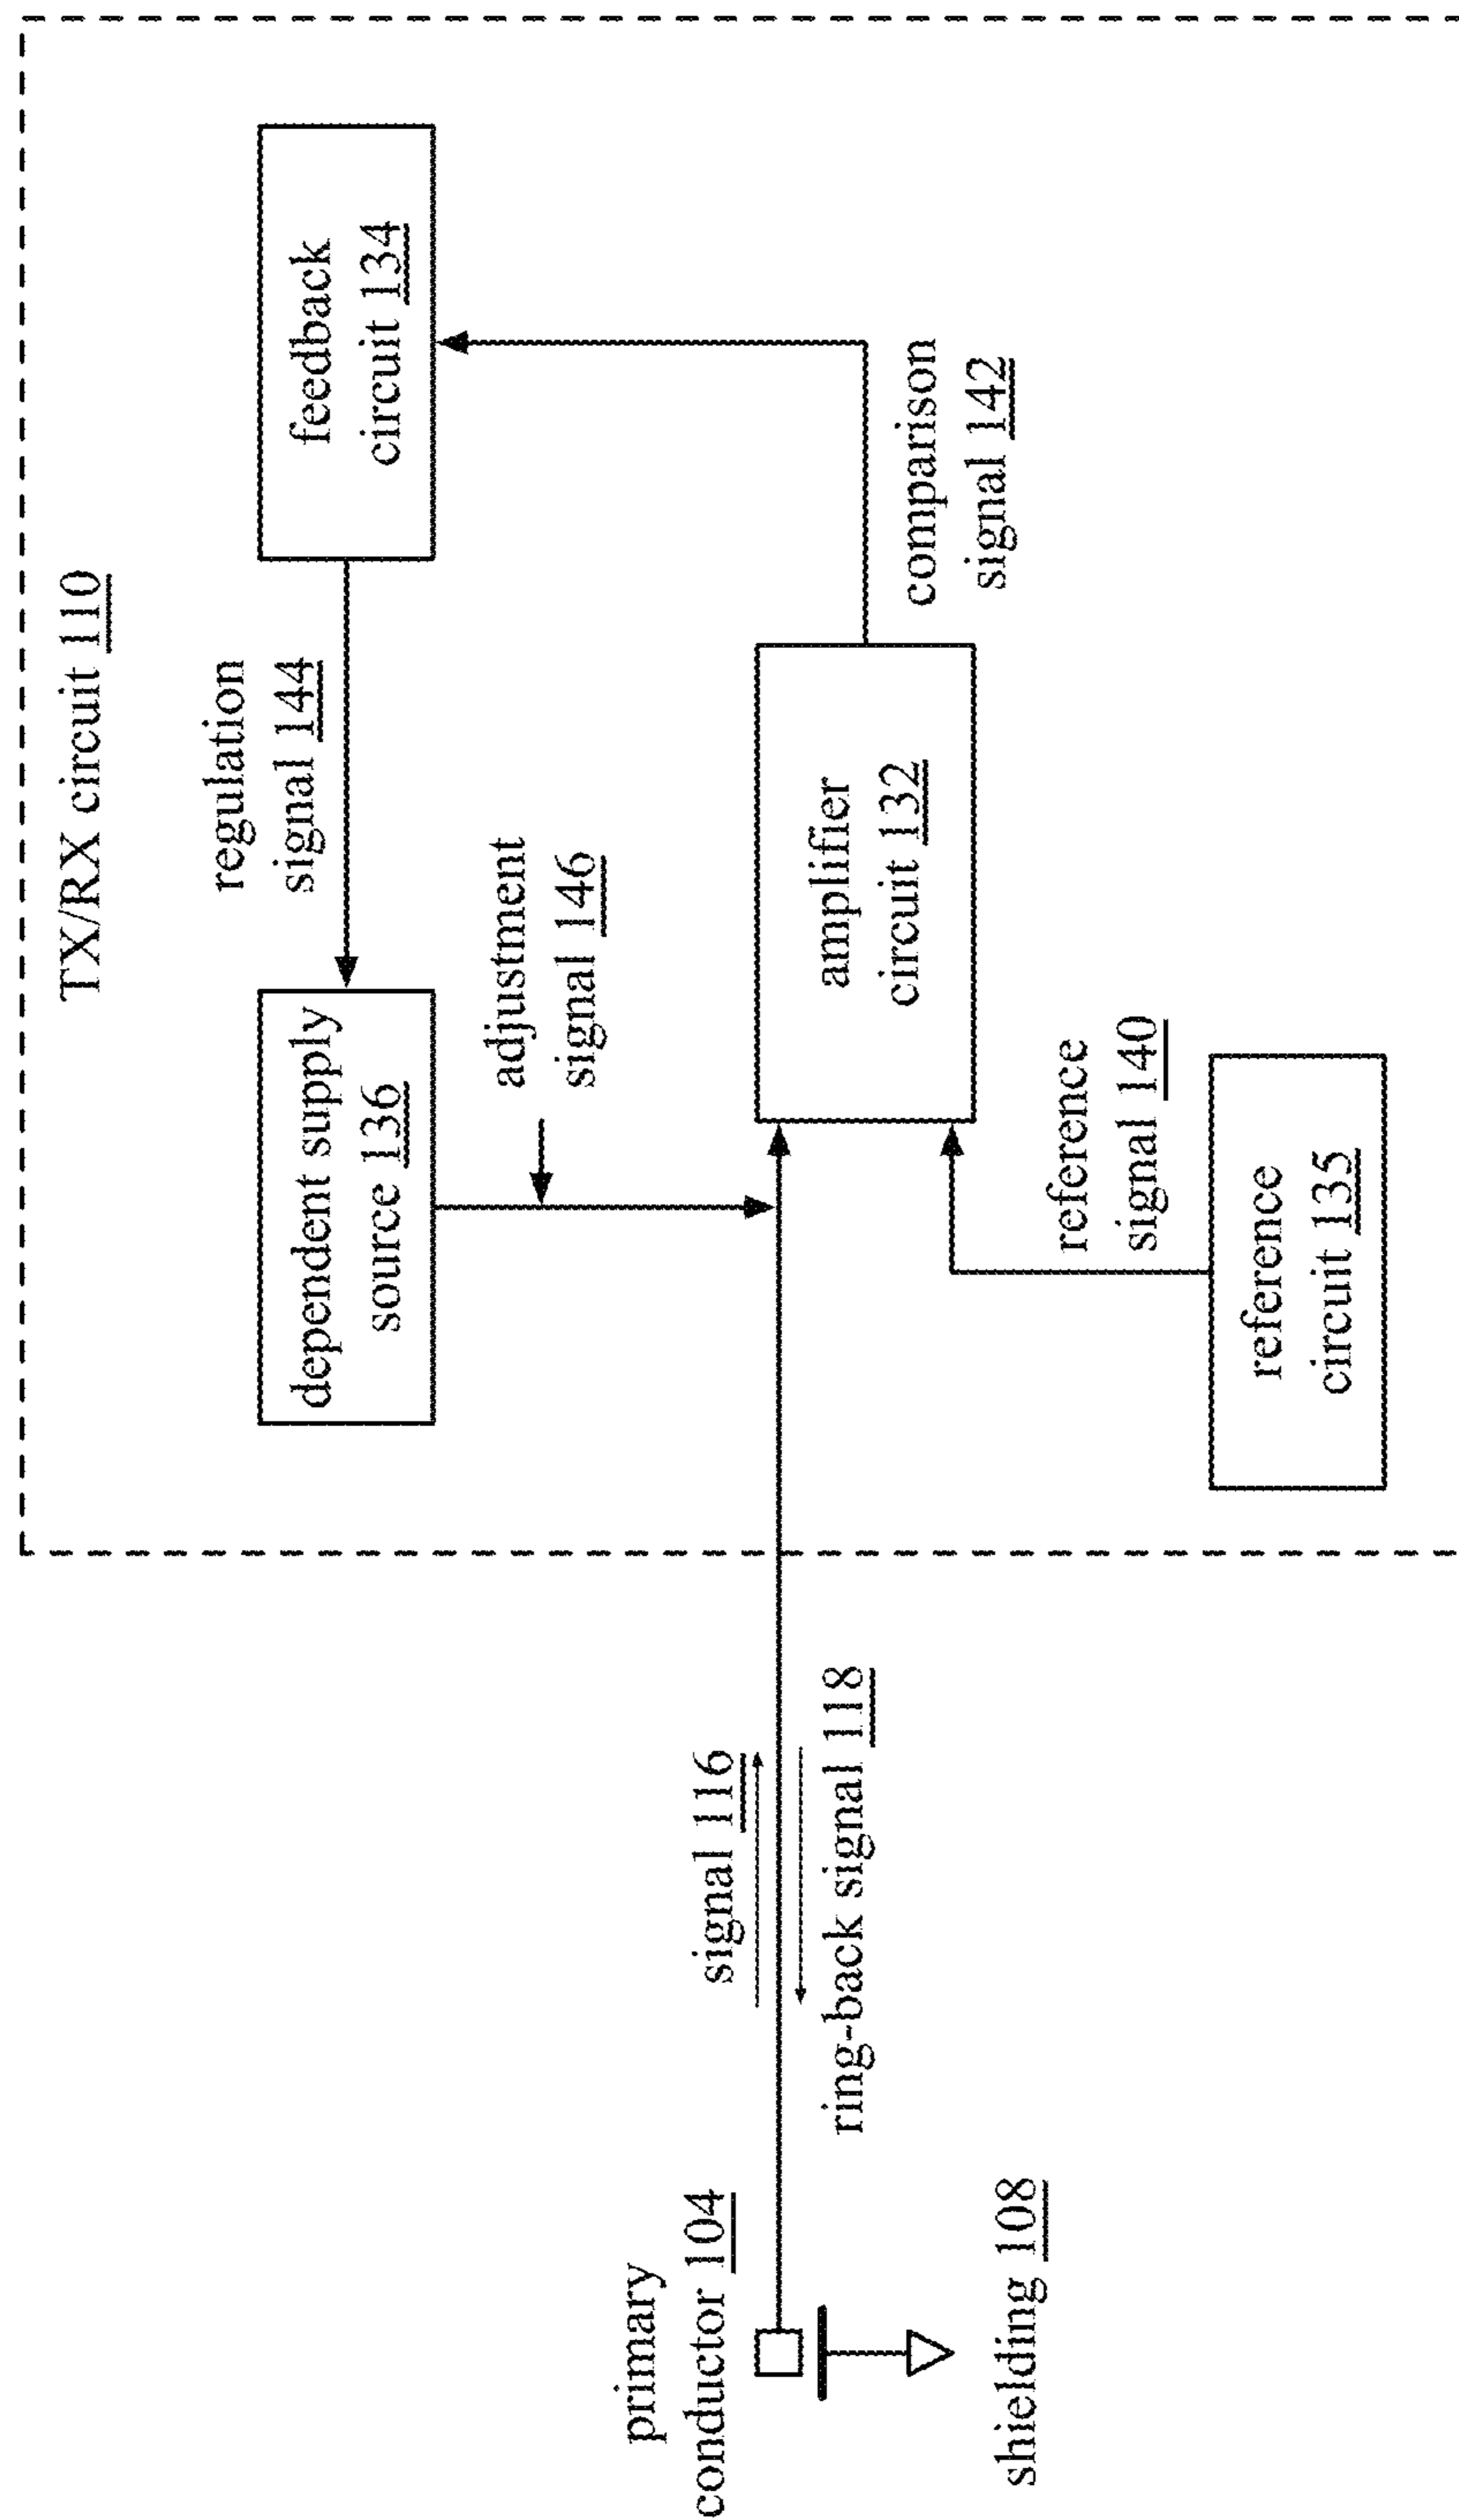 TX/RX circuit 110
feedback
circuit 134
regulation
signal 144
dependent supply
source 136
adjustment
signal 146
comparison
signal 142
amplifier
circuit 132
reference
signal 140
reference
circuit 135
signal 116
ring-back signal 118
primary
conductor 104
shielding 108